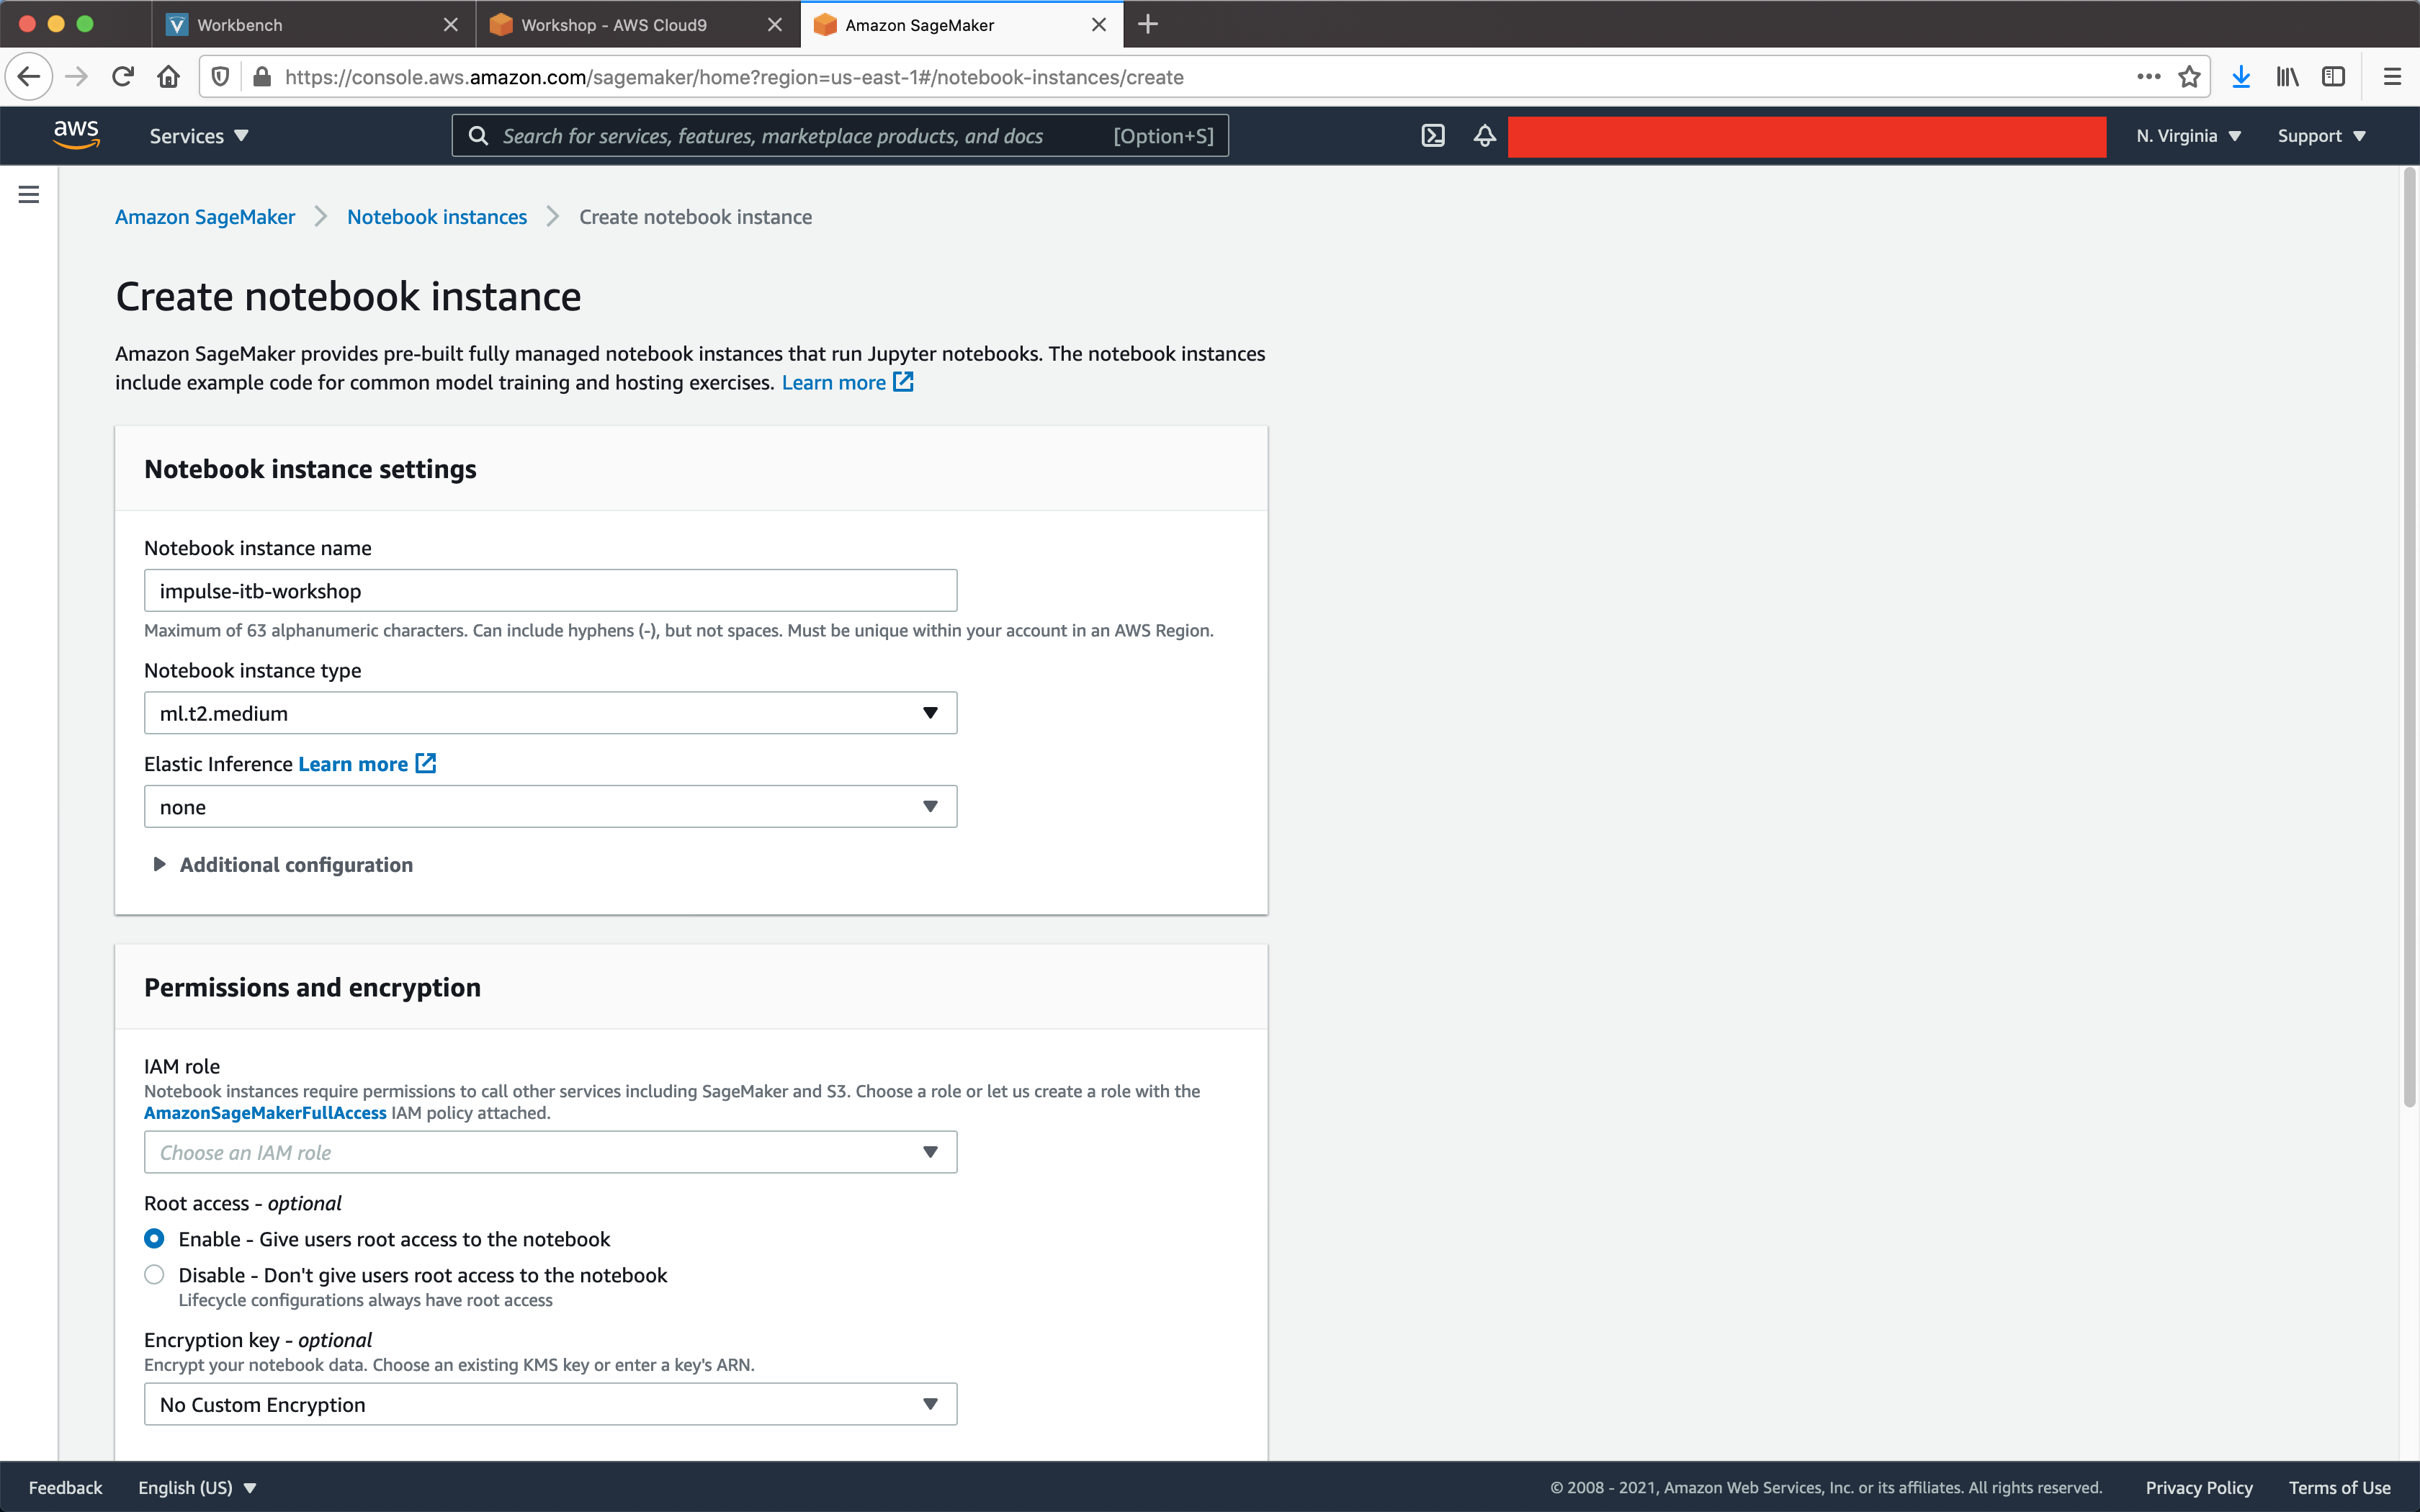 Workbench
Workshop - AWS Cloud9
Amazon SageMaker
https://console.aws.amazon.com/sagemaker/home?region=us-east-1#/notebook-instances/create
aws
Services
Search for services, features, marketplace products, and docs
[Option+S]
N. Virginia
Support
Amazon SageMaker
Notebook instances
Create notebook instance
Create notebook instance
Amazon SageMaker provides pre-built fully managed notebook instances that run Jupyter notebooks. The notebook instances
include example code for common model training and hosting exercises. Learn more
Notebook instance settings
Notebook instance name
impulse-itb-workshop
Maximum of 63 alphanumeric characters. Can include hyphens (-), but not spaces. Must be unique within your account in an AWS Region.
Notebook instance type
ml.t2.medium
Elastic Inference Learn more
none
Additional configuration
Permissions and encryption
IAM role
Notebook instances require permissions to call other services including SageMaker and S3. Choose a role or let us create a role with the
AmazonSageMakerFullAccess IAM policy attached.
Choose an IAM role
Root access - optional
Enable - Give users root access to the notebook
Disable - Don't give users root access to the notebook
Lifecycle configurations always have root access
Encryption key - optional
Encrypt your notebook data. Choose an existing KMS key or enter a key's ARN.
No Custom Encryption
Feedback
English (US)
© 2008 - 2021, Amazon Web Services, Inc. or its affiliates. All rights reserved.
Privacy Policy
Terms of Use